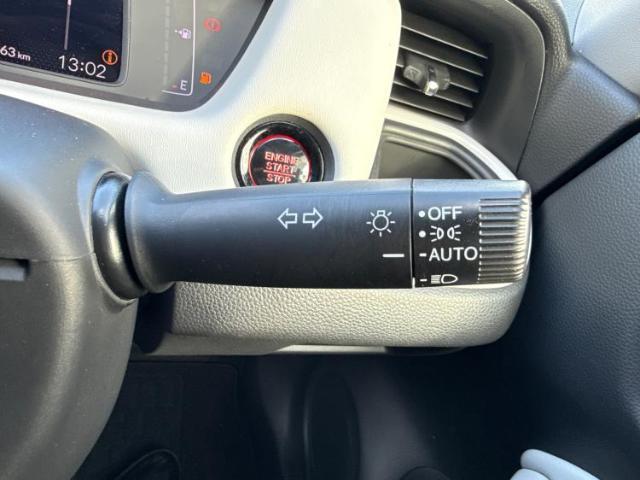 63 km
13:02
E
ENGINE
START
STOP
OFF
AUTO